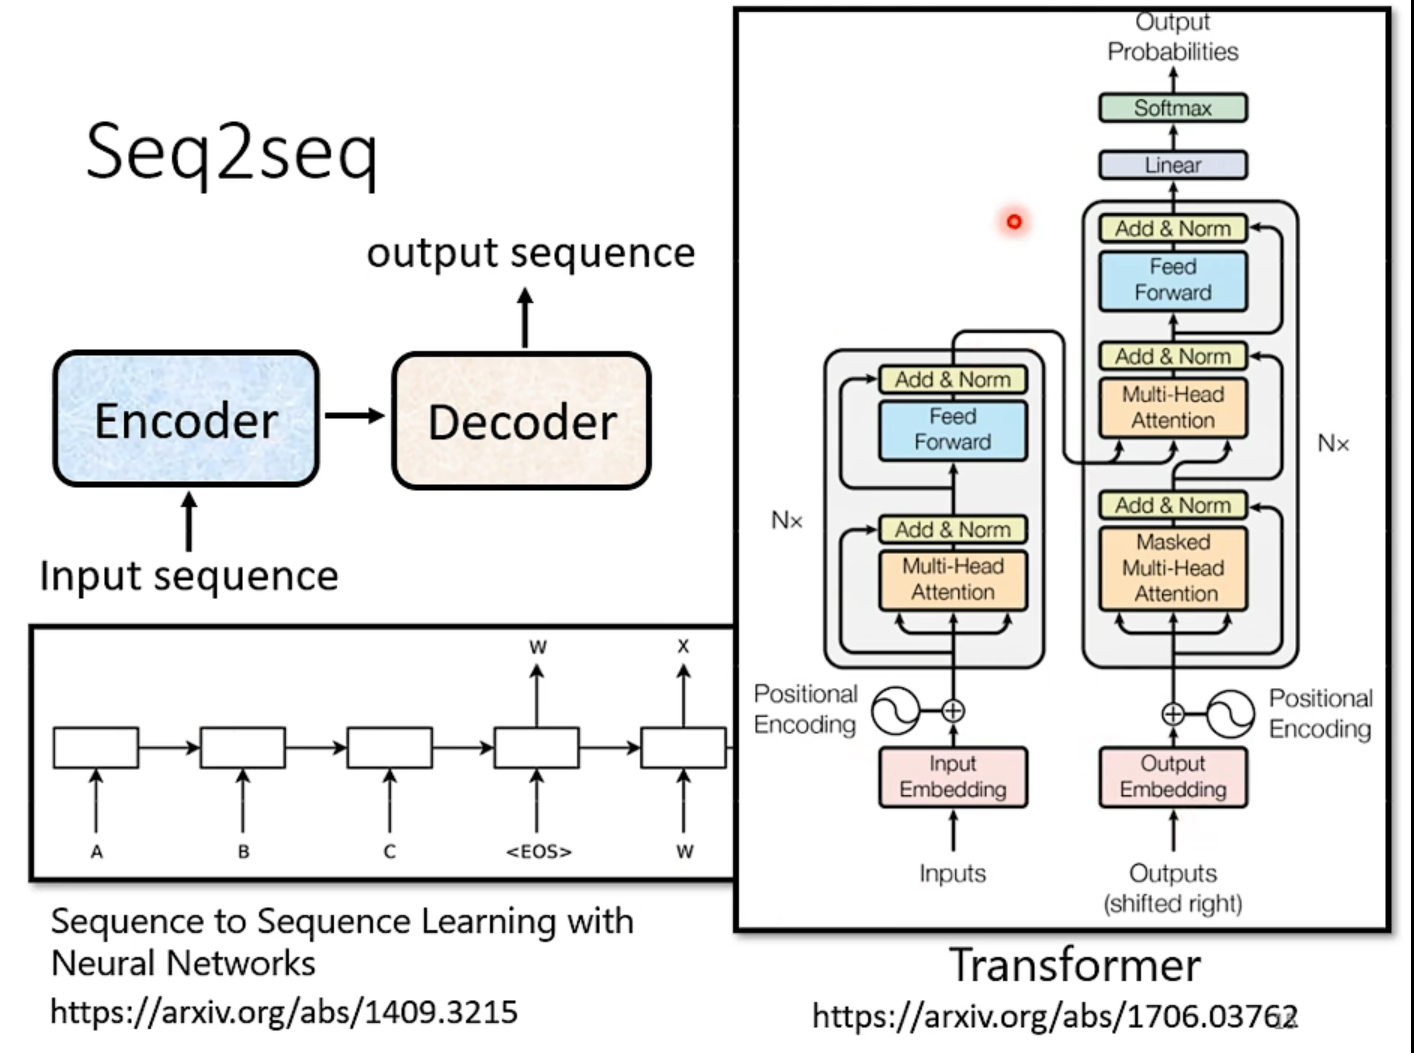 Seq2seq
output sequence
Encoder
Decoder
Input sequence
W
X
A
B
C
<EOS>
W
Sequence to Sequence Learning with
Neural Networks
https://arxiv.org/abs/1409.3215
Output
Probabilities
Softmax
Linear
Add & Norm
Feed
Forward
Add & Norm
Multi-Head
Attention
Nx
Add & Norm
Masked
Multi-Head
Attention
Add & Norm
Feed
Forward
Nx
Add & Norm
Multi-Head
Attention
Positional
Encoding
Positional
Encoding
Input
Embedding
Output
Embedding
Inputs
Outputs
(shifted right)
Transformer
https://arxiv.org/abs/1706.03762